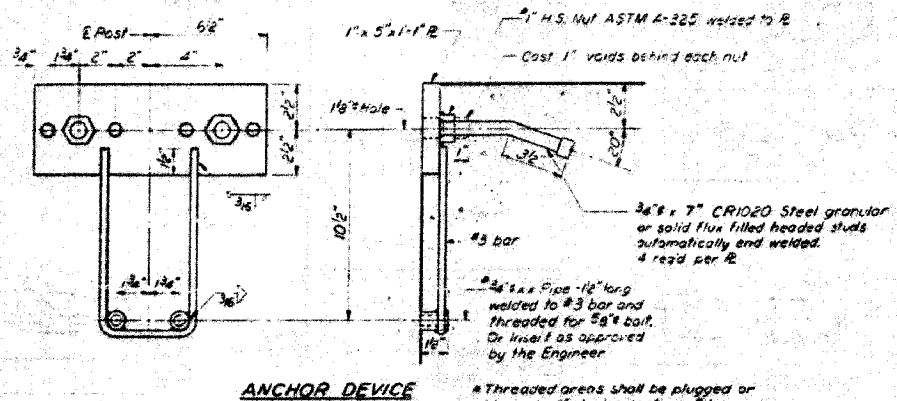 ℄ Post
6½"
¾"
1¾"
2"
2"
4"
2½"
2½"
1½"
3/16
10½"
1¾"
1¾"
3/16
1" x 5" x 1'-1" ℞
*1" H.S. Nut ASTM A-325 welded to ℞
Cast 1" voids behind each nut
1⅛"⌀ Hole
2½"
20°
3½"
1"
¾"⌀ x 7" CR1020 Steel granular
or solid flux filled headed studs
automatically end welded.
4 req'd per ℞
#3 bar
*¾"⌀ xx Pipe - 1½" long
welded to #3 bar and
threaded for ⅝"⌀ bolt.
Or insert as approved
by the Engineer
1½"
ANCHOR DEVICE
*Threaded areas shall be plugged or